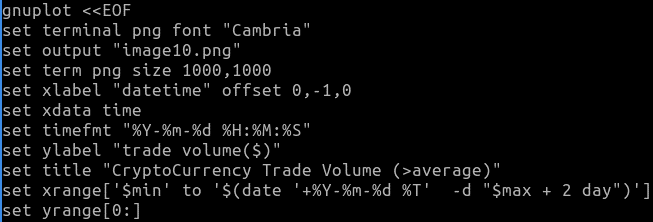 gnuplot <<EOF
set terminal png font "Cambria"
set output "image10.png"
set term png size 1000,1000
set xlabel "datetime" offset 0,-1,0
set xdata time
set timefmt "%Y-%m-%d %H:%M:%S"
set ylabel "trade volume($)"
set title "CryptoCurrency Trade Volume (>average)"
set xrange['$min' to '$(date '+%Y-%m-%d %T'  -d "$max + 2 day")']
set yrange[0:]